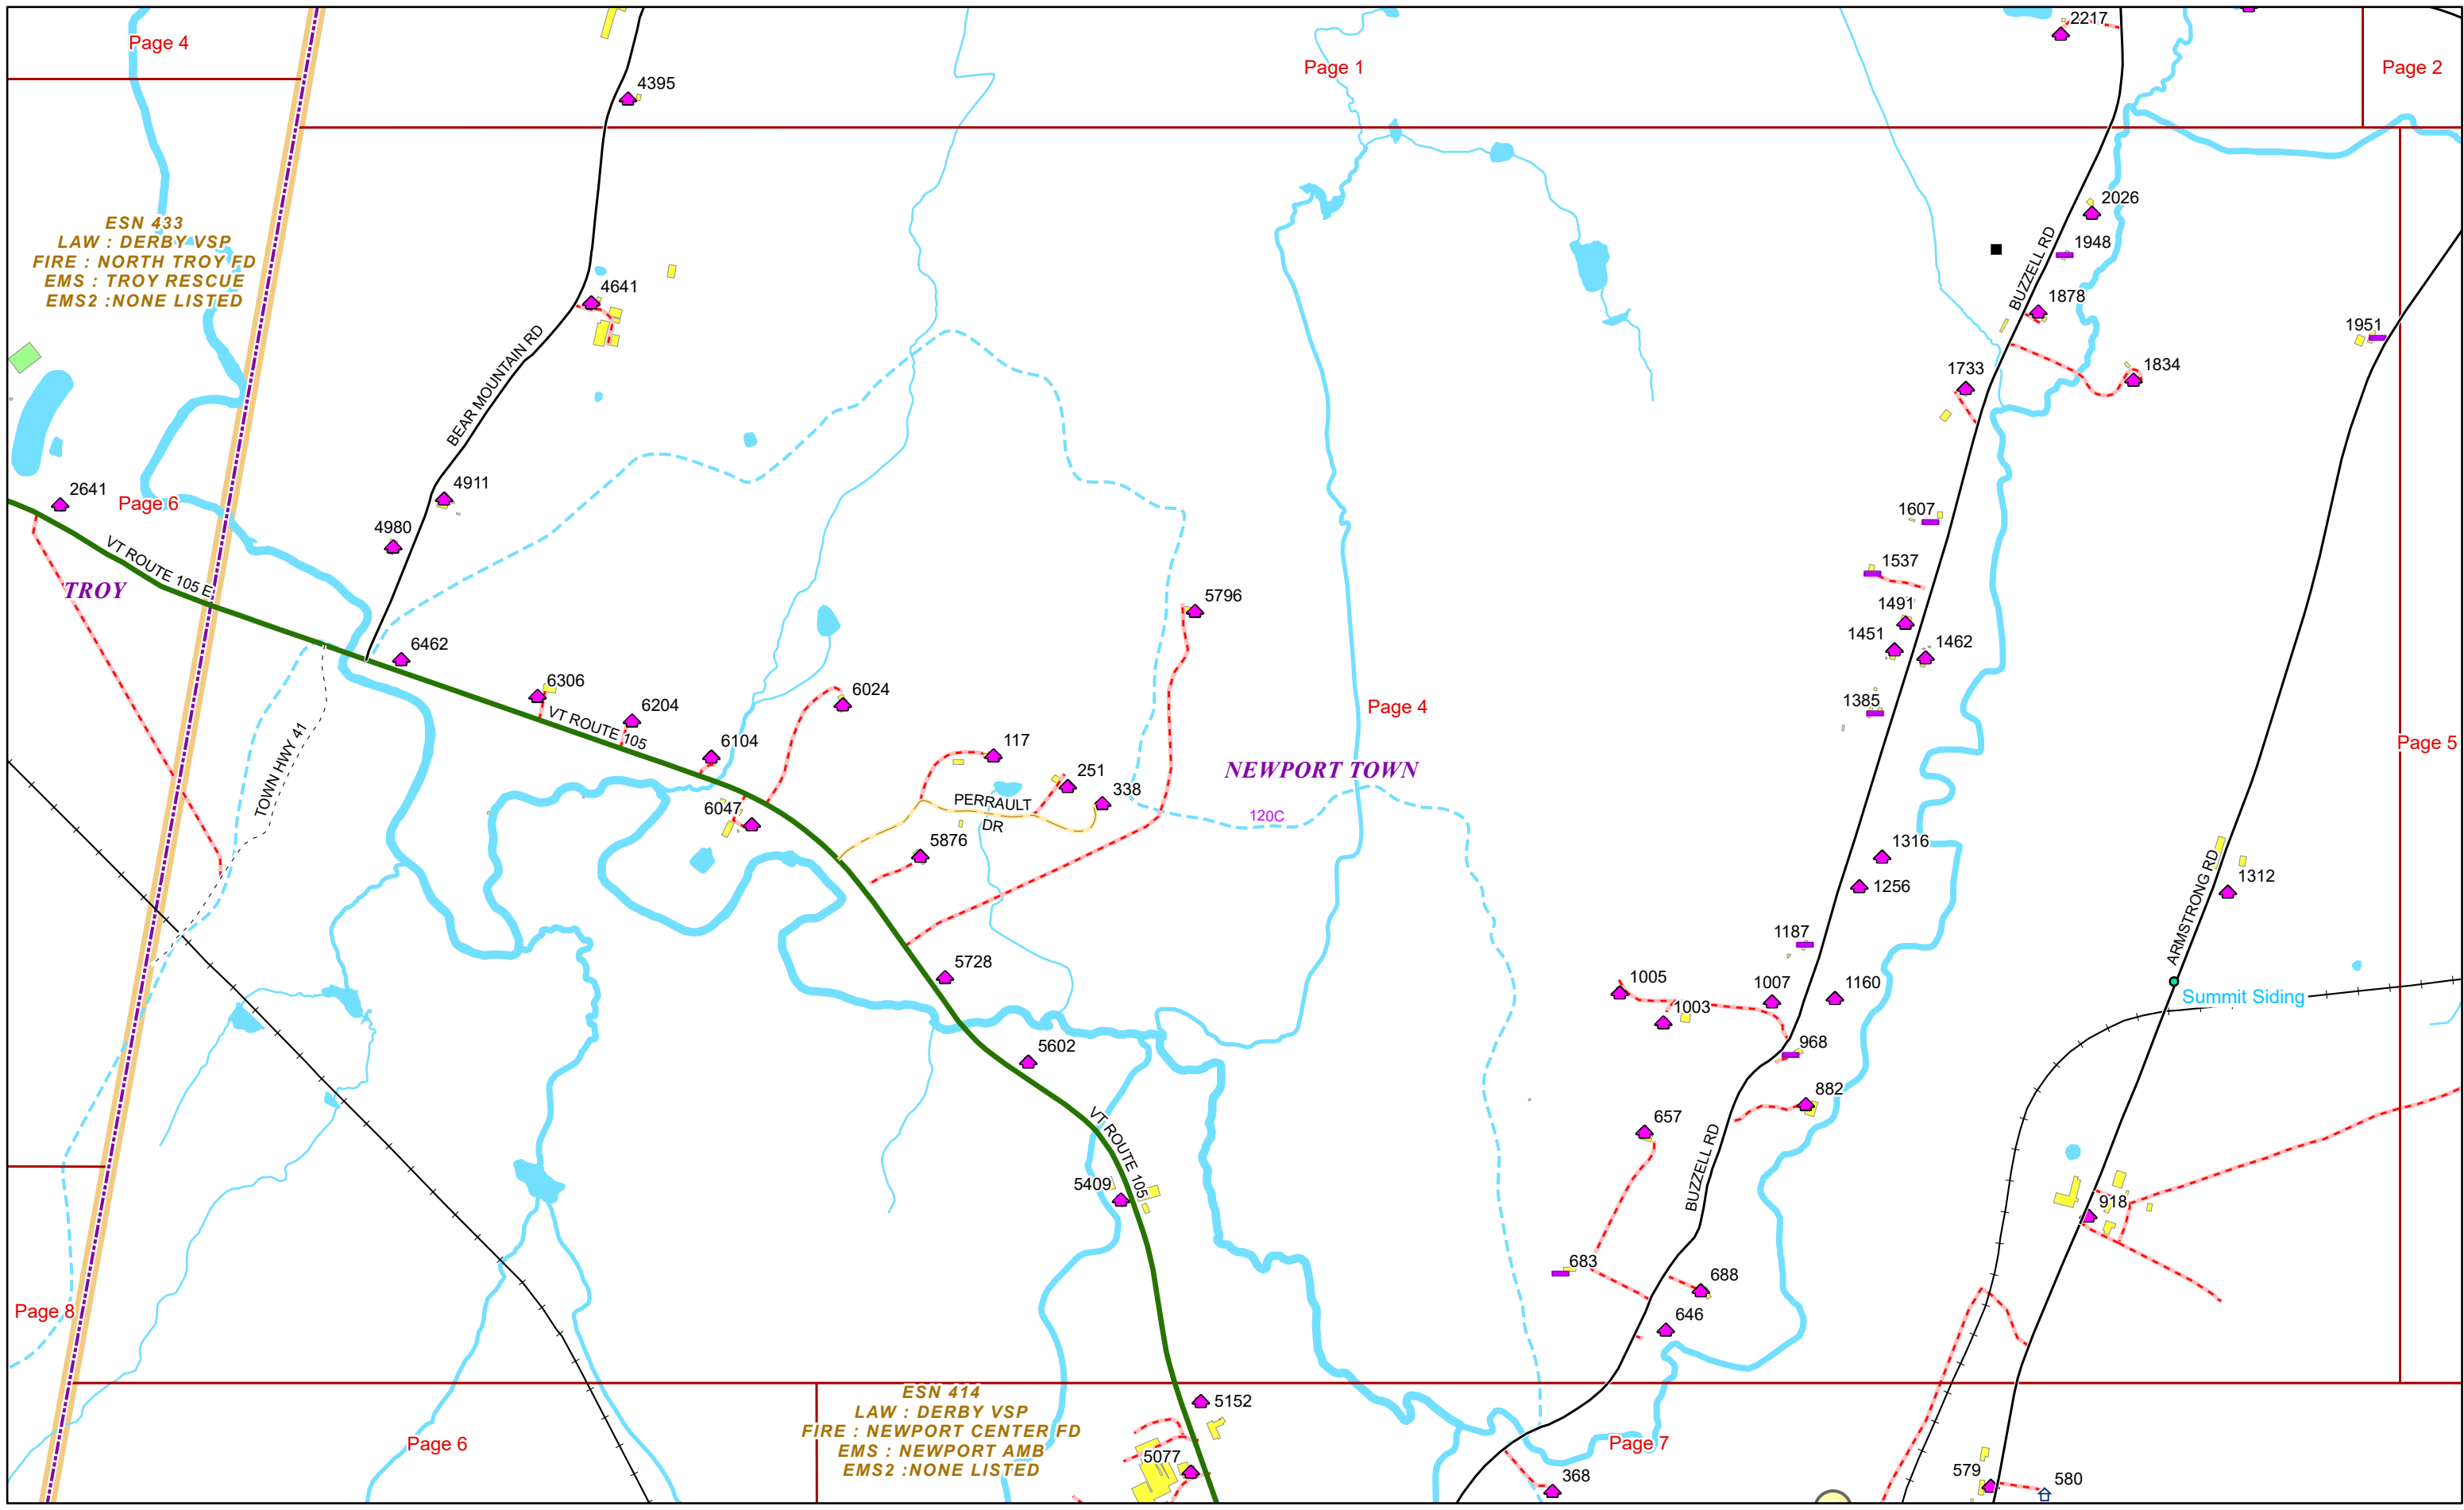 Page 4
Page 1
Page 2
2217
4395
ESN 433
LAW : DERBY VSP
FIRE : NORTH TROY FD
EMS : TROY RESCUE
EMS2 :NONE LISTED
2026
1948
BUZZELL RD
1878
4641
1951
1834
1733
BEAR MOUNTAIN RD
4911
2641
Page 6
4980
1607
VT ROUTE 105 E
TROY
1537
5796
1491
1451
1462
6462
6306
6024
6204
VT ROUTE 105
1385
Page 4
6104
117
Page 5
TOWN HWY 41
251
NEWPORT TOWN
338
PERRAULT
DR
6047
120C
5876
1316
1256
ARMSTRONG RD
1312
1187
5728
1005
1007
1160
1003
Summit Siding
5602
968
882
657
VT ROUTE 105
BUZZELL RD
5409
918
683
688
Page 8
646
ESN 414
LAW : DERBY VSP
FIRE : NEWPORT CENTER FD
EMS : NEWPORT AMB
EMS2 :NONE LISTED
5152
Page 6
Page 7
5077
368
579
580